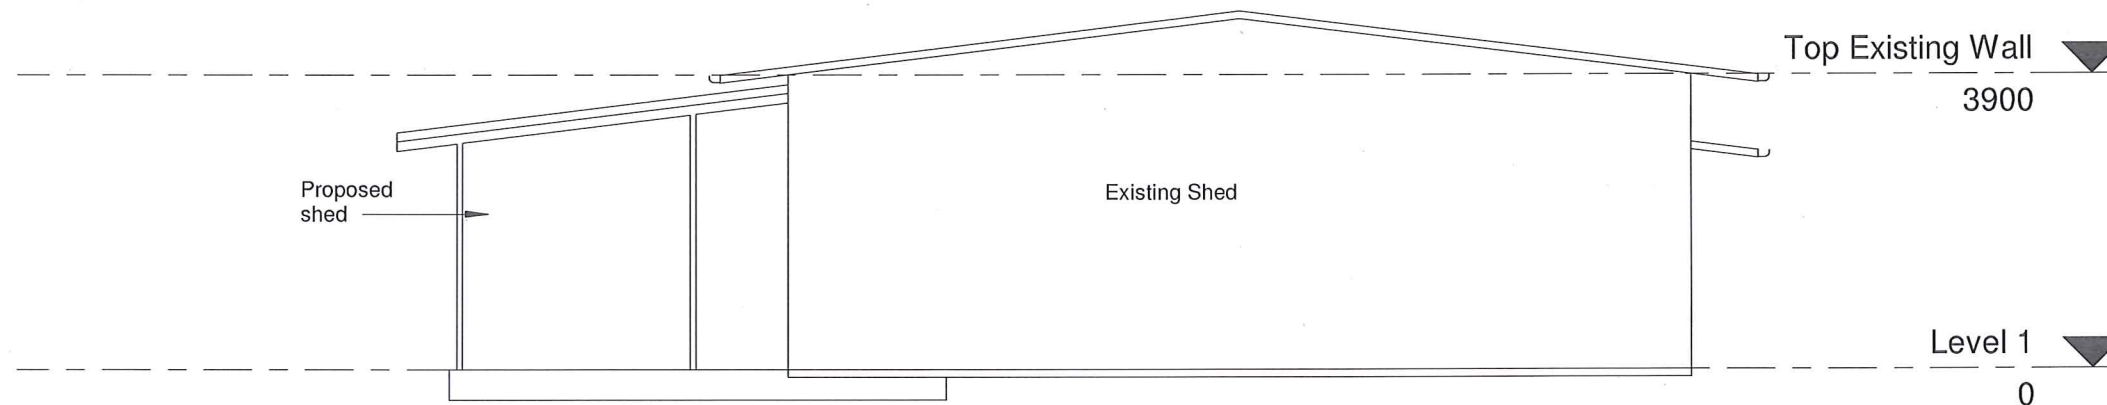 Top Existing Wall
3900
Proposed
shed
Existing Shed
Level 1
0